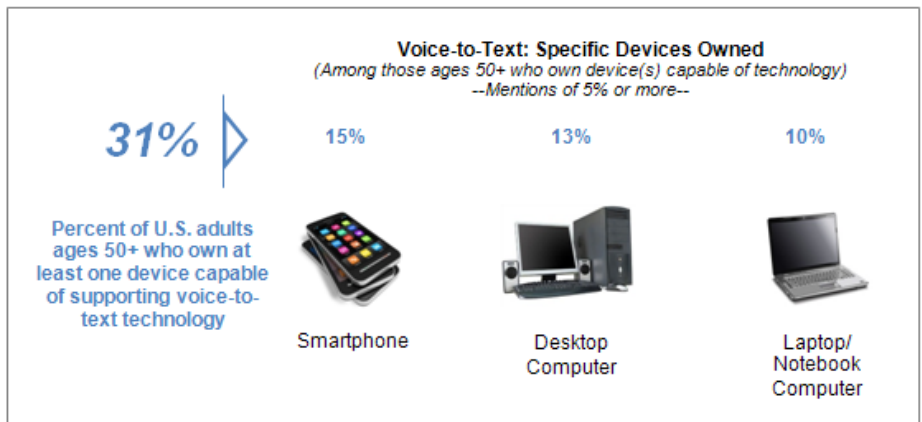 Voice-to-Text: Specific Devices Owned
(Among those ages 50+ who own device(s) capable of technology)
--Mentions of 5% or more--
31%
15%
13%
10%
Percent of U.S. adults
ages 50+ who own at
least one device capable
of supporting voice-to-
text technology
Smartphone
Desktop
Computer
Laptop/
Notebook
Computer